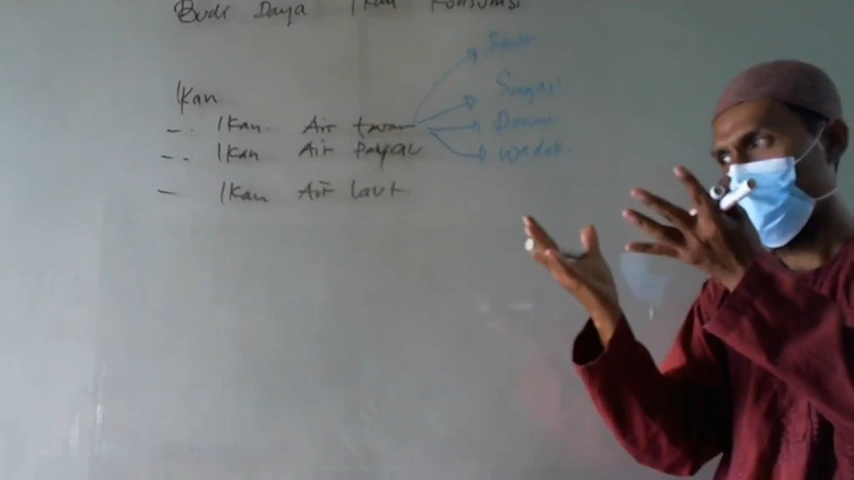 Budi Daya Ikan Konsumsi
Ikan
- Ikan Air tawar
- Ikan Air Payau
- Ikan Air laut
Sungai
Danau
Waduk